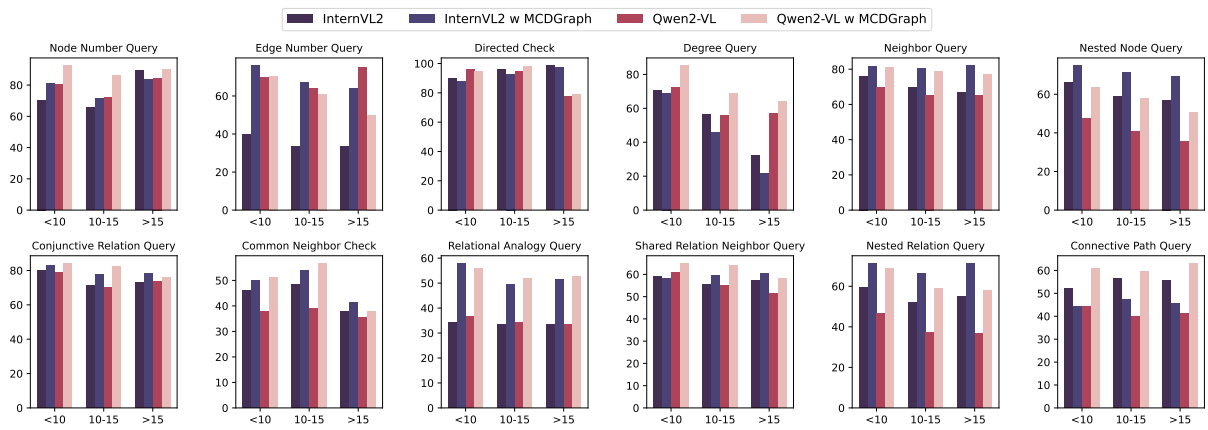 InternVL2 InternVL2 w MCDGraph Qwen2-VL Qwen2-VL w MCDGraph
Node Number Query
80
60
40
20
0
<10 10-15 >15
Edge Number Query
60
40
20
0
<10 10-15 >15
Directed Check
100
80
60
40
20
0
<10 10-15 >15
Degree Query
80
60
40
20
0
<10 10-15 >15
Neighbor Query
80
60
40
20
0
<10 10-15 >15
Nested Node Query
60
40
20
0
<10 10-15 >15
Conjunctive Relation Query
80
60
40
20
0
<10 10-15 >15
Common Neighbor Check
50
40
30
20
10
0
<10 10-15 >15
Relational Analogy Query
60
50
40
30
20
10
0
<10 10-15 >15
Shared Relation Neighbor Query
60
50
40
30
20
10
0
<10 10-15 >15
Nested Relation Query
60
40
20
0
<10 10-15 >15
Connective Path Query
60
50
40
30
20
10
0
<10 10-15 >15